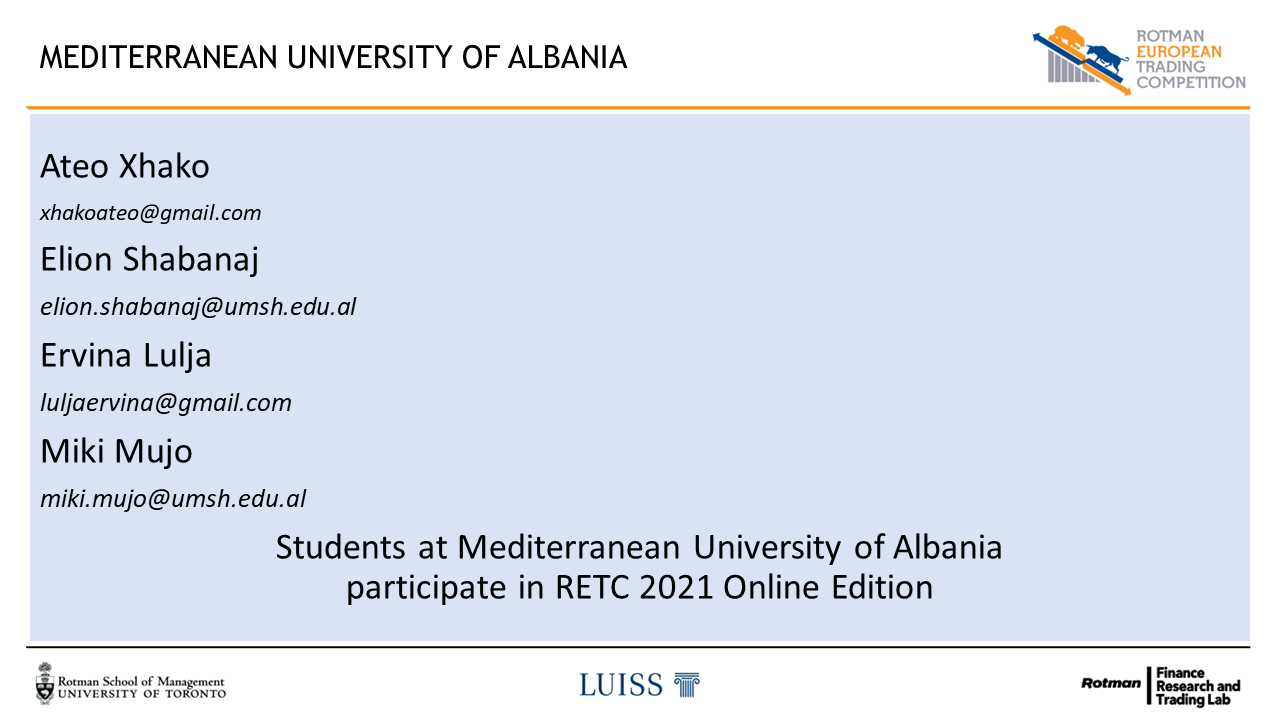 MEDITERRANEAN UNIVERSITY OF ALBANIA
ROTMAN
EUROPEAN
TRADING
COMPETITION
Ateo Xhako
xhakoateo@gmail.com
Elion Shabanaj
elion.shabanaj@umsh.edu.al
Ervina Lulja
luljaervina@gmail.com
Miki Mujo
miki.mujo@umsh.edu.al
Students at Mediterranean University of Albania
participate in RETC 2021 Online Edition
Rotman School of Management
UNIVERSITY OF TORONTO
LUISS
Rotman
Finance
Research and
Trading Lab